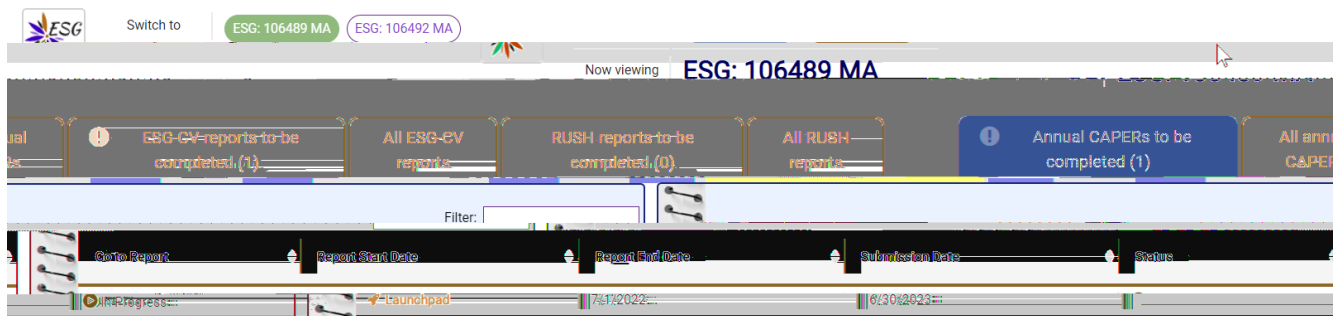 ESG Switch to ESG: 106489 MA ESG: 106492 MA
Now viewing ESG: 106489 MA
ESG-CV reports to be completed (1)
All ESG-CV reports
RUSH reports to be completed (0)
All RUSH reports
Annual CAPERs to be completed (1)
All ann
CAPER
Filter:
Go to Report Report Start Date Report End Date Submission Date Status
In Progress Launchpad 7/1/2022 6/30/2023